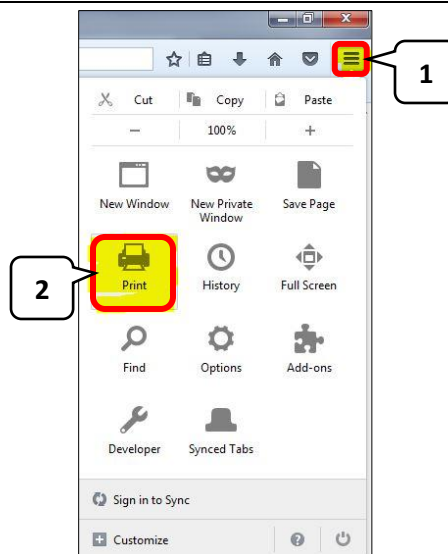 1
Cut Copy Paste
− 100% +
New Window New Private Save Page
Window
2
Print History Full Screen
Find Options Add-ons
Developer Synced Tabs
Sign in to Sync
Customize